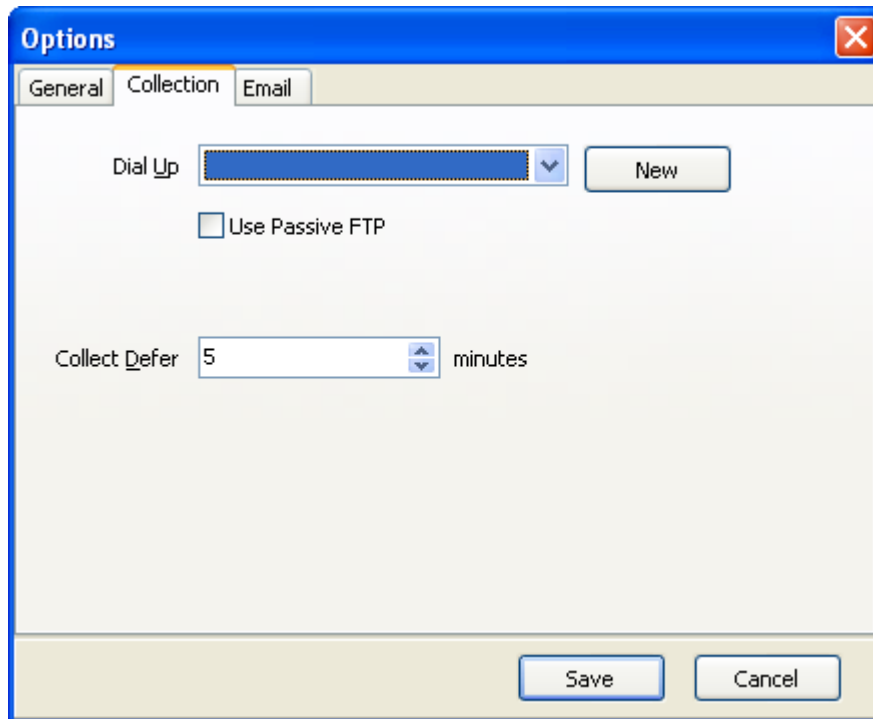 Options
General Collection Email
Dial Up New
Use Passive FTP
Collect Defer 5 minutes
Save Cancel